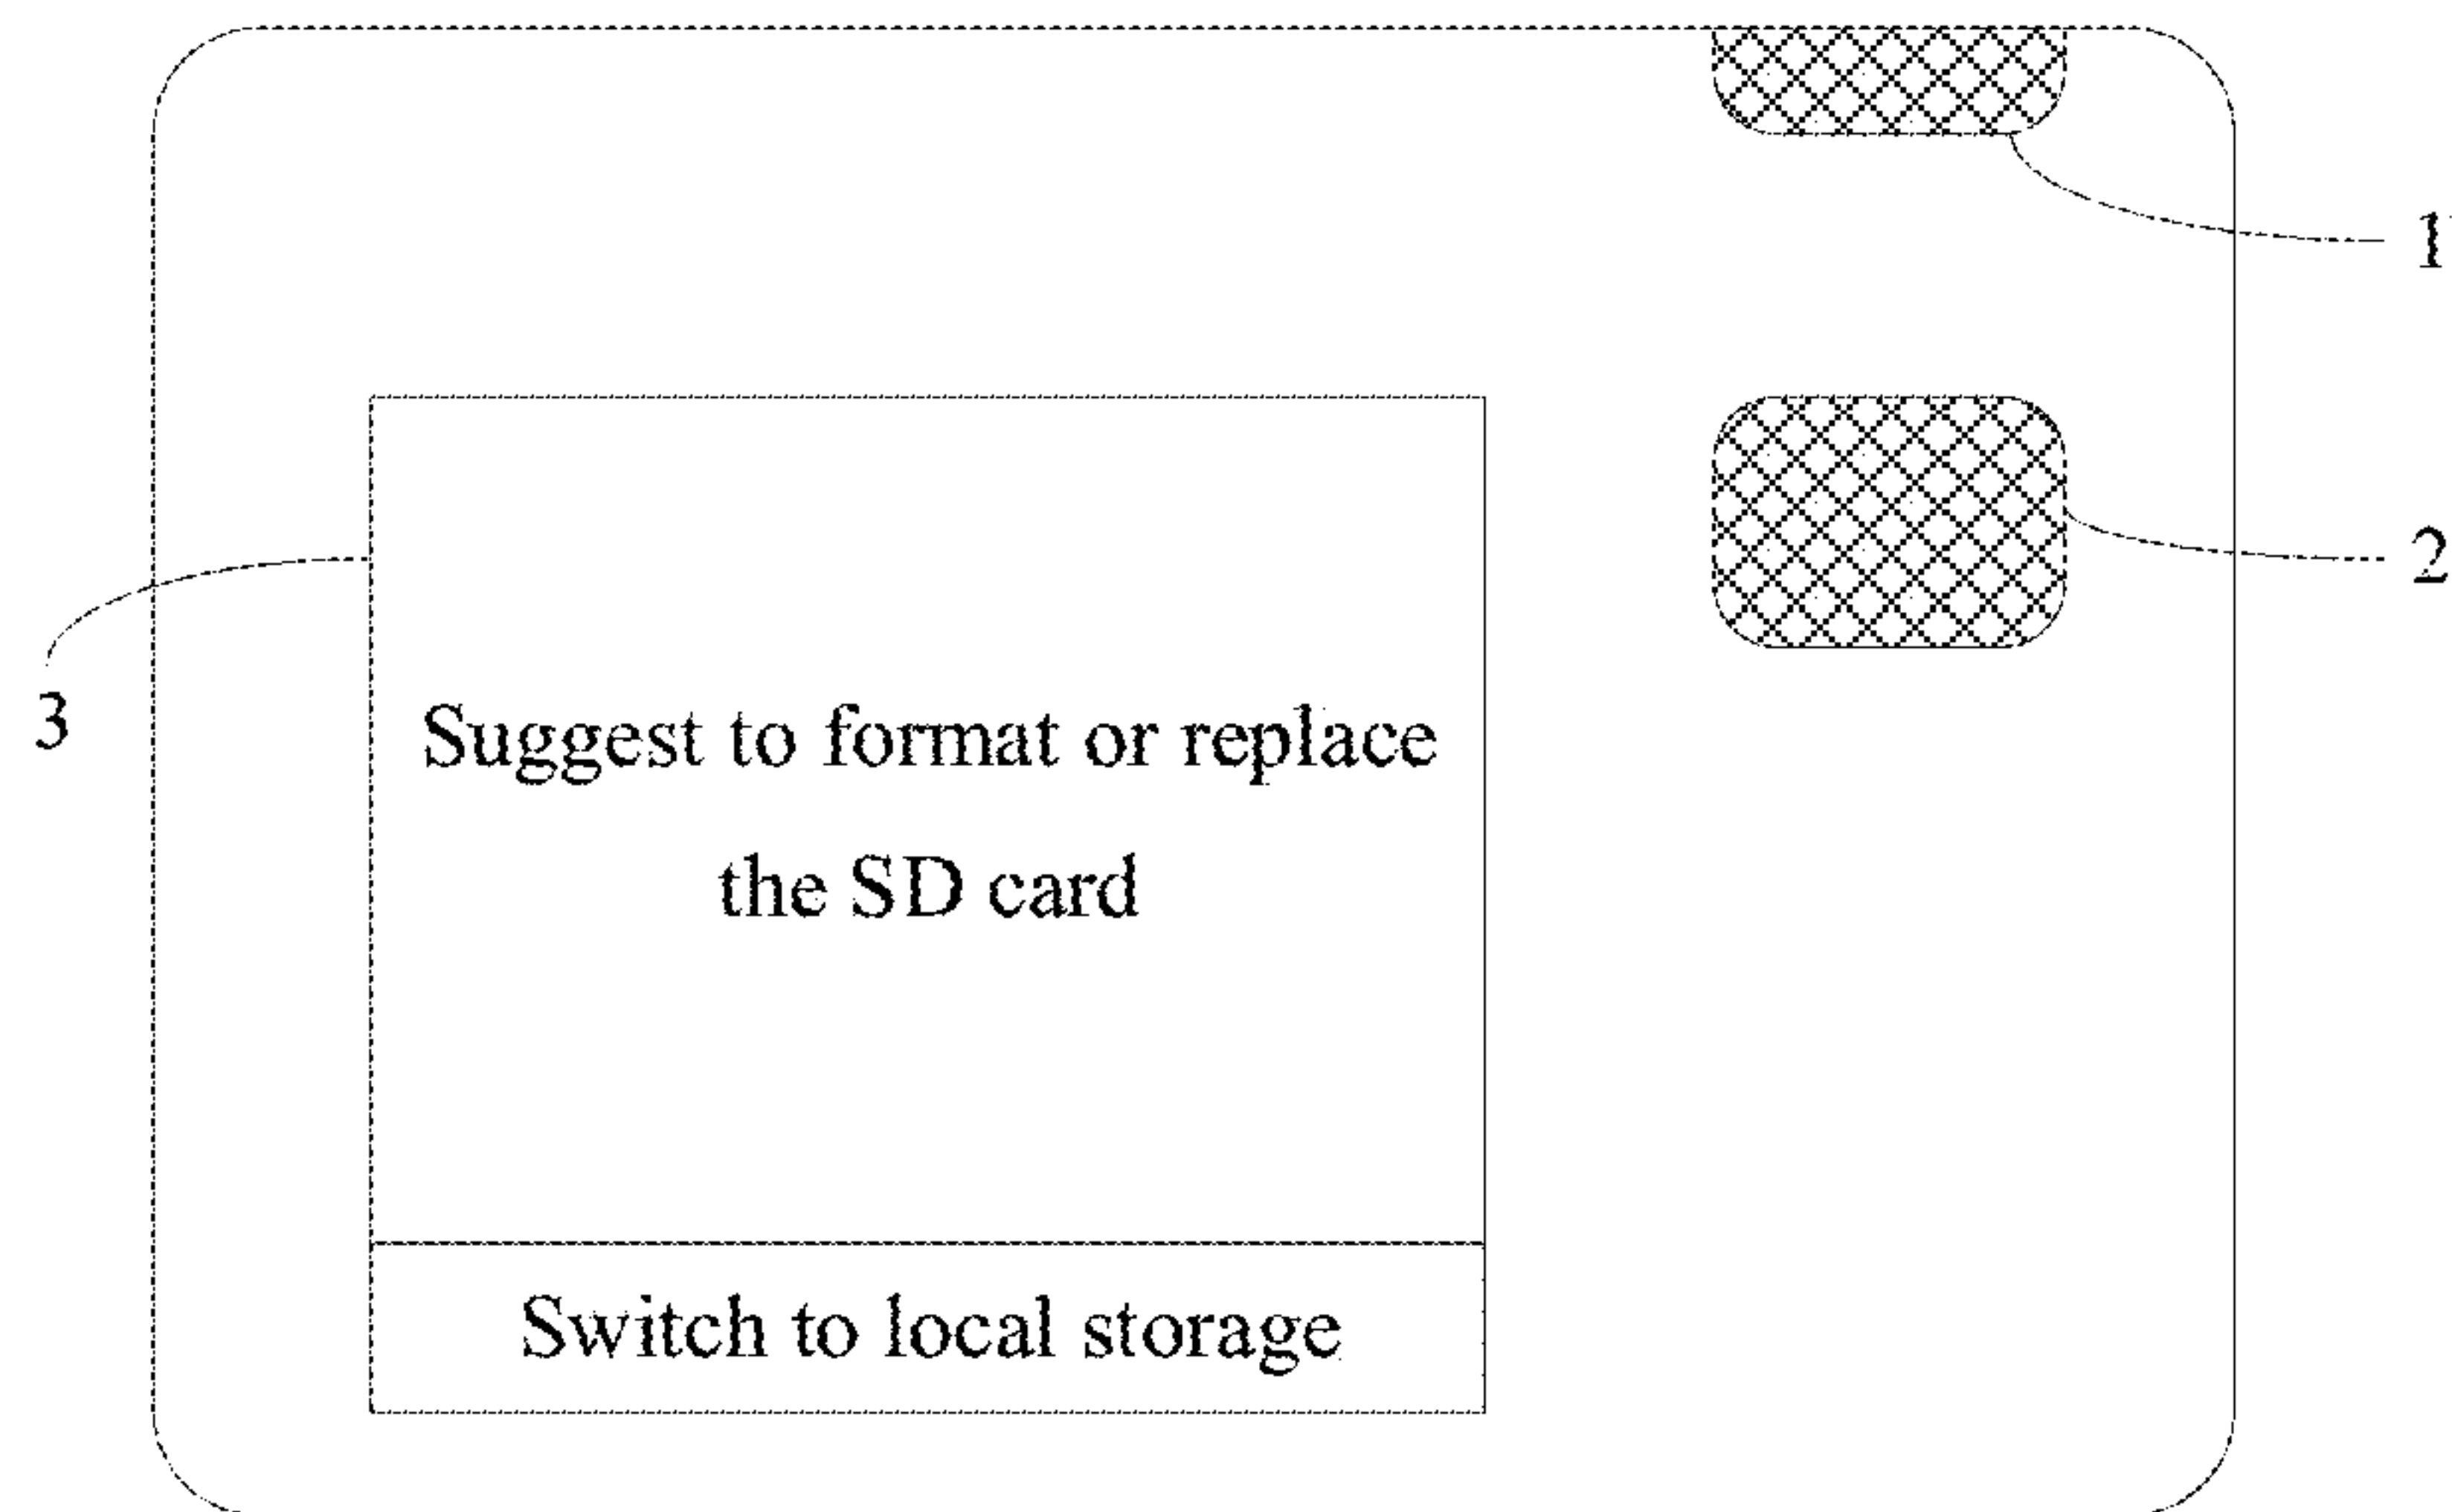 1
2
3
Suggest to format or replace
the SD card
Switch to local storage